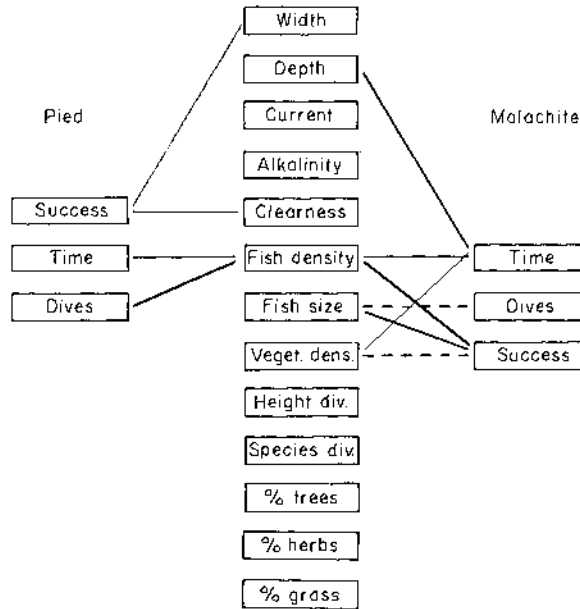 Width
Depth
Pied
Current
Malachite
Alkalinity
Success
Clearness
Time
Fish density
Time
Dives
Fish size
Dives
Veget. dens.
Success
Height div.
Species div.
% trees
% herbs
% grass